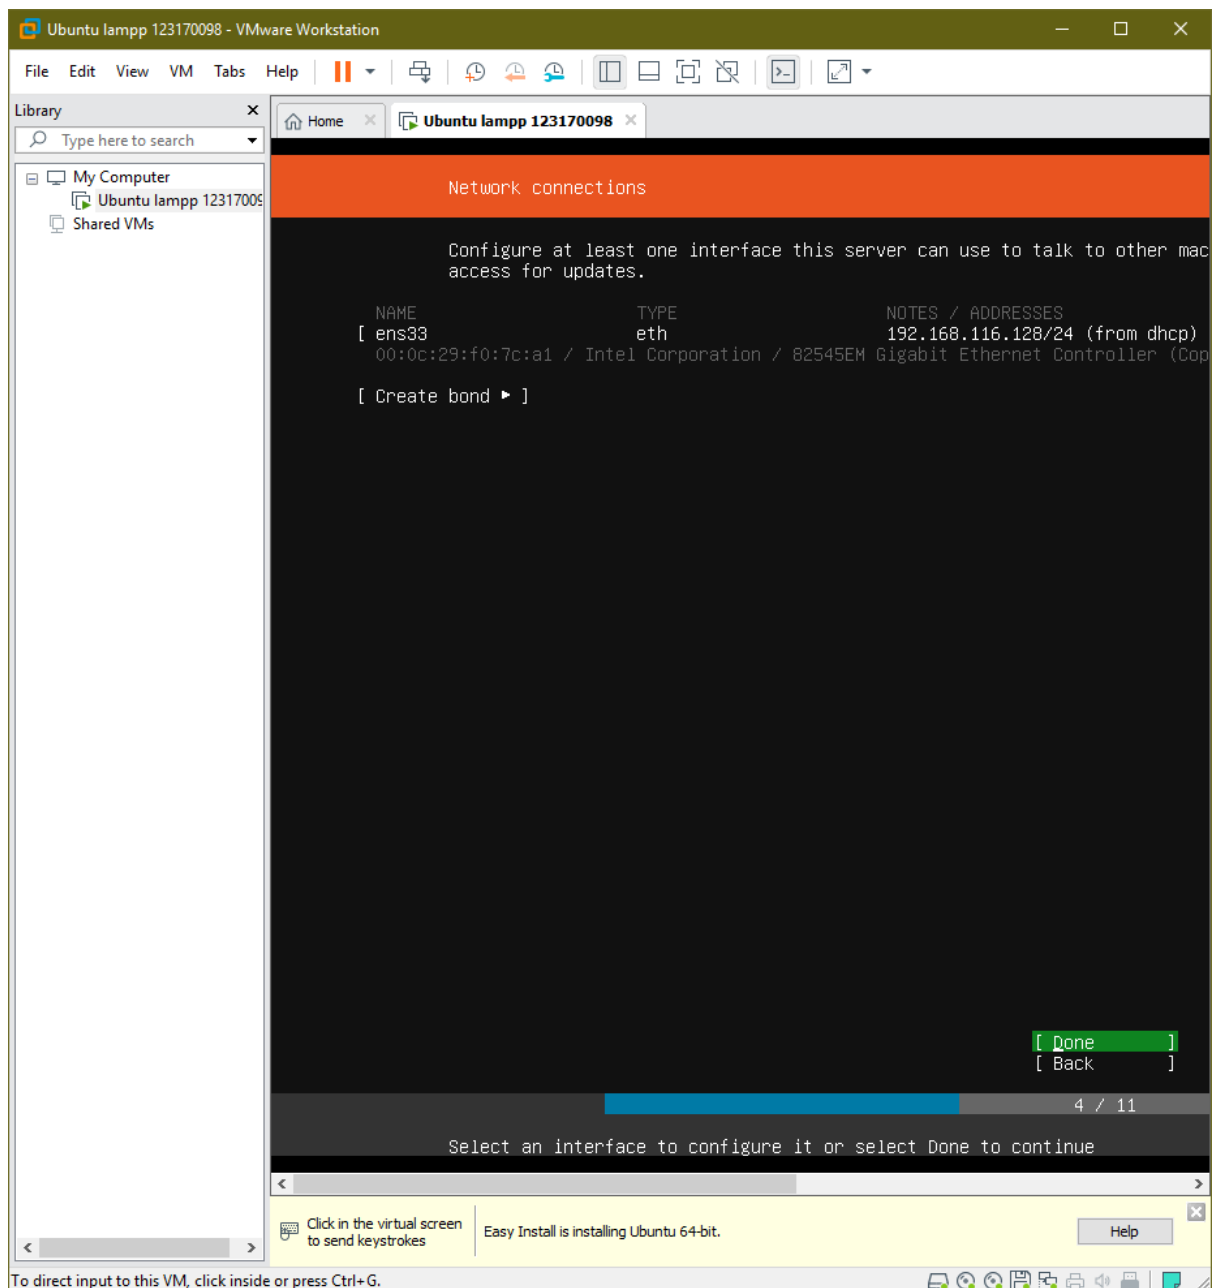 Ubuntu lampp 123170098 - VMware Workstation
File Edit View VM Tabs Help
Library
Home
Ubuntu lampp 123170098
Type here to search
My Computer
Ubuntu lampp 12317009
Shared VMs
Network connections
Configure at least one interface this server can use to talk to other mac
access for updates.
NAME TYPE NOTES / ADDRESSES
[ ens33 eth 192.168.116.128/24 (from dhcp)
00:0c:29:f0:7c:a1 / Intel Corporation / 82545EM Gigabit Ethernet Controller (Cop
[ Create bond ▸ ]
[ Done ]
[ Back ]
4 / 11
Select an interface to configure it or select Done to continue
Click in the virtual screen
to send keystrokes
Easy Install is installing Ubuntu 64-bit.
Help
To direct input to this VM, click inside or press Ctrl+G.